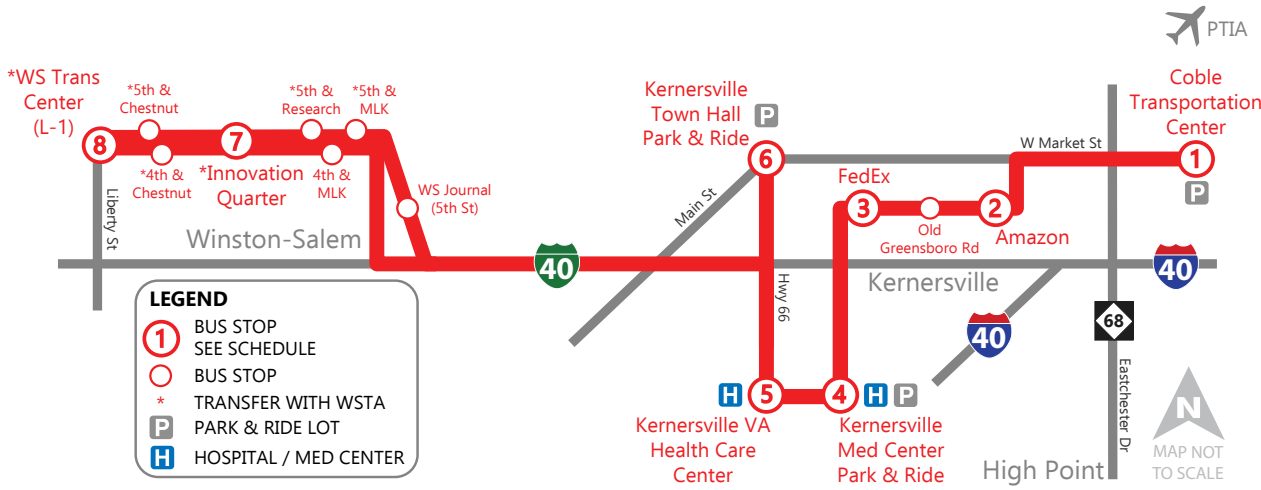 PTIA
*WS Trans
Center
(L-1)
*5th &
Chestnut
*5th &
Research
*5th &
MLK
Kernersville
Town Hall
Park & Ride
P
Coble
Transportation
Center
W Market St
8
7
6
1
P
*4th &
Chestnut
*Innovation
Quarter
4th &
MLK
FedEx
3
2
Old
Greensboro Rd
Amazon
WS Journal
(5th St)
Main St
Liberty St
Winston-Salem
40
Hwy 66
Kernersville
40
40
68
Eastchester Dr
LEGEND
1
BUS STOP
SEE SCHEDULE
BUS STOP
* TRANSFER WITH WSTA
P PARK & RIDE LOT
H HOSPITAL / MED CENTER
H 5 4 H P
Kernersville VA
Health Care
Center
Kernersville
Med Center
Park & Ride
High Point
N
MAP NOT
TO SCALE